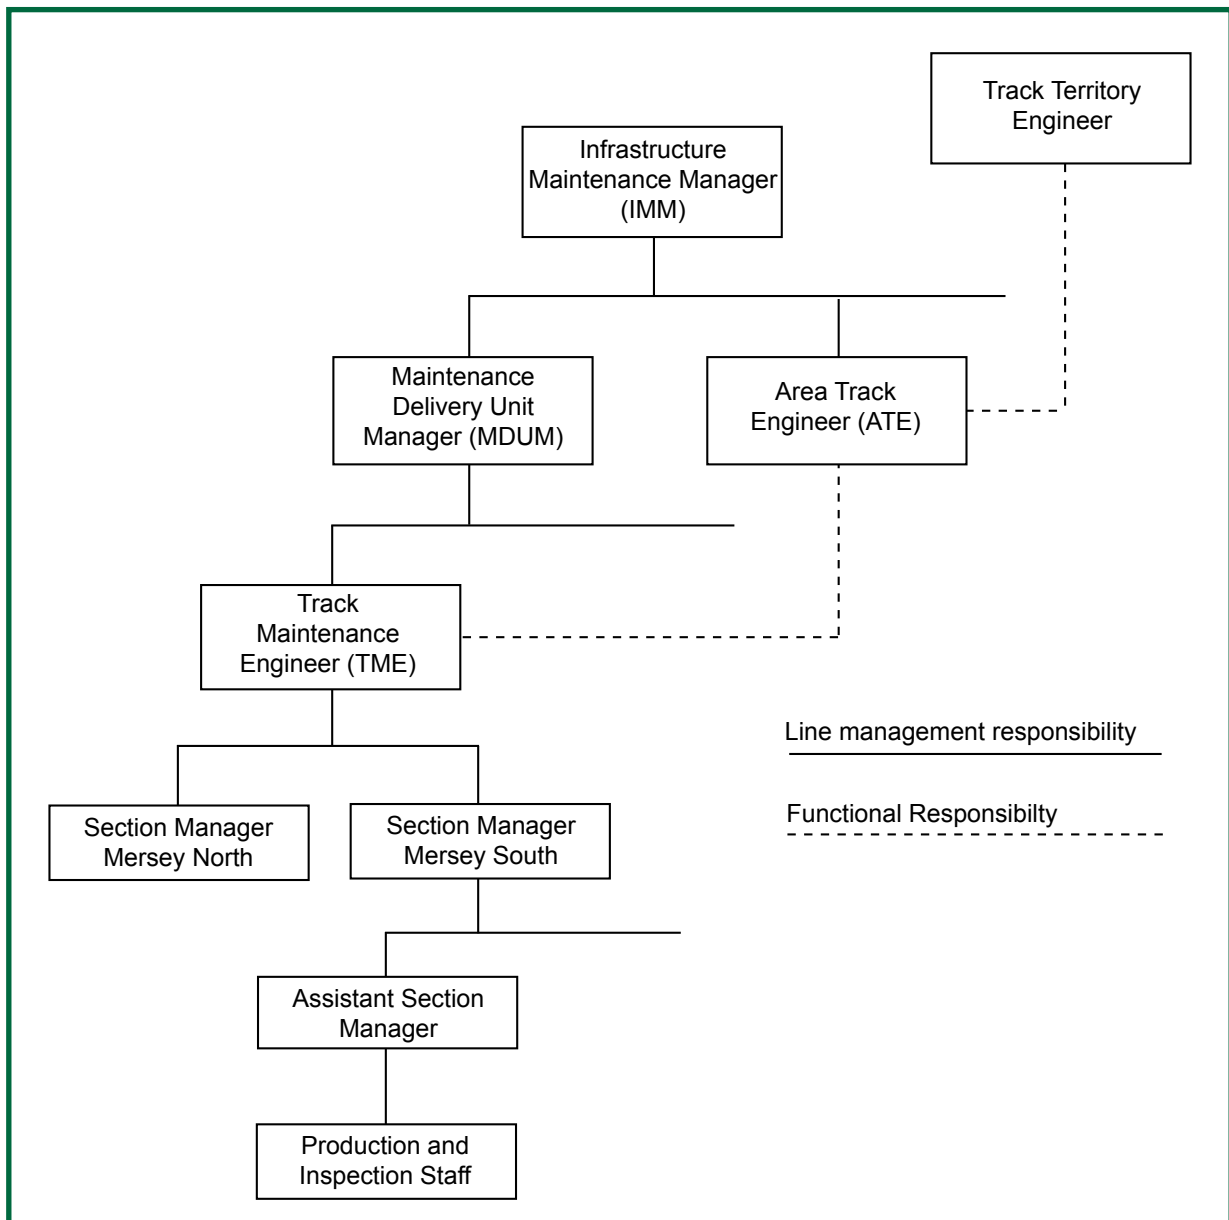 Track Territory
Engineer
Infrastructure
Maintenance Manager
(IMM)
Maintenance
Delivery Unit
Manager (MDUM)
Area Track
Engineer (ATE)
Track
Maintenance
Engineer (TME)
Line management responsibility
Functional Responsibilty
Section Manager
Mersey North
Section Manager
Mersey South
Assistant Section
Manager
Production and
Inspection Staff